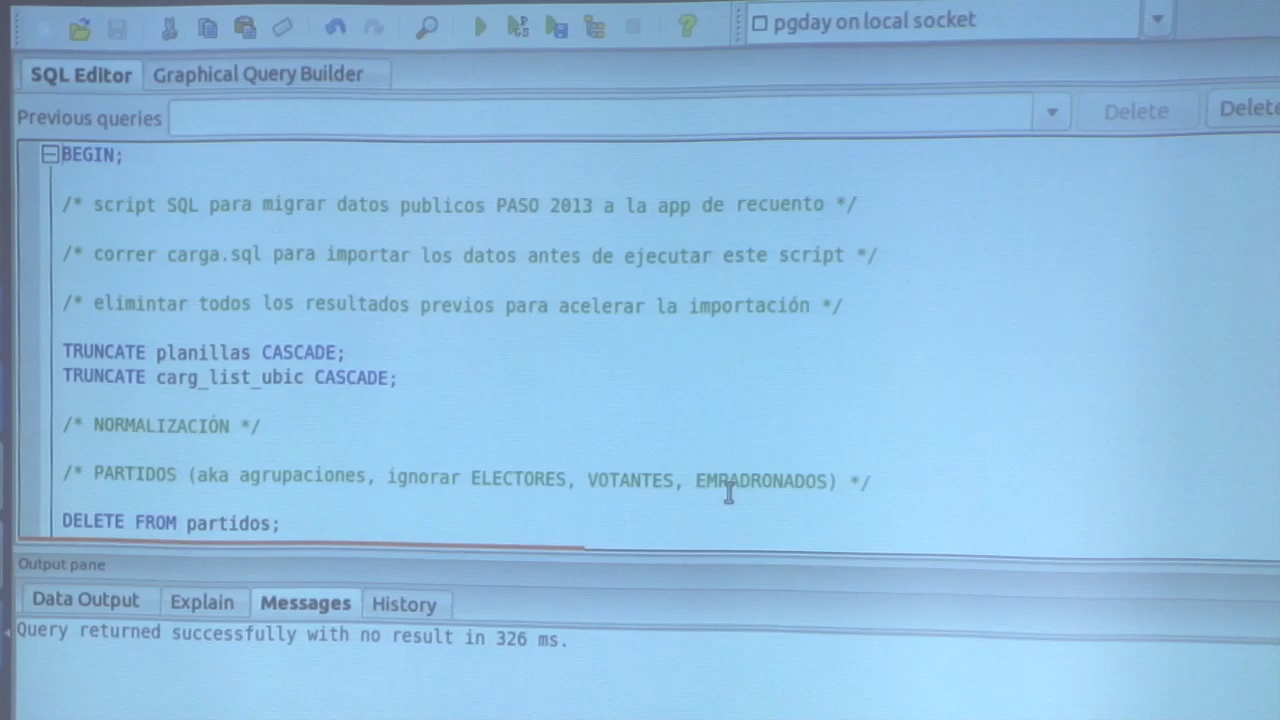 pgday on local socket
SQL Editor
Graphical Query Builder
Previous queries
Delete
Delete
BEGIN;
/* script SQL para migrar datos publicos PASO 2013 a la app de recuento */
/* correr carga.sql para importar los datos antes de ejecutar este script */
/* elimintar todos los resultados previos para acelerar la importación */
TRUNCATE planillas CASCADE;
TRUNCATE carg_list_ubic CASCADE;
/* NORMALIZACIÓN */
/* PARTIDOS (aka agrupaciones, ignorar ELECTORES, VOTANTES, EMPADRONADOS) */
DELETE FROM partidos;
Output pane
Data Output
Explain
Messages
History
Query returned successfully with no result in 326 ms.